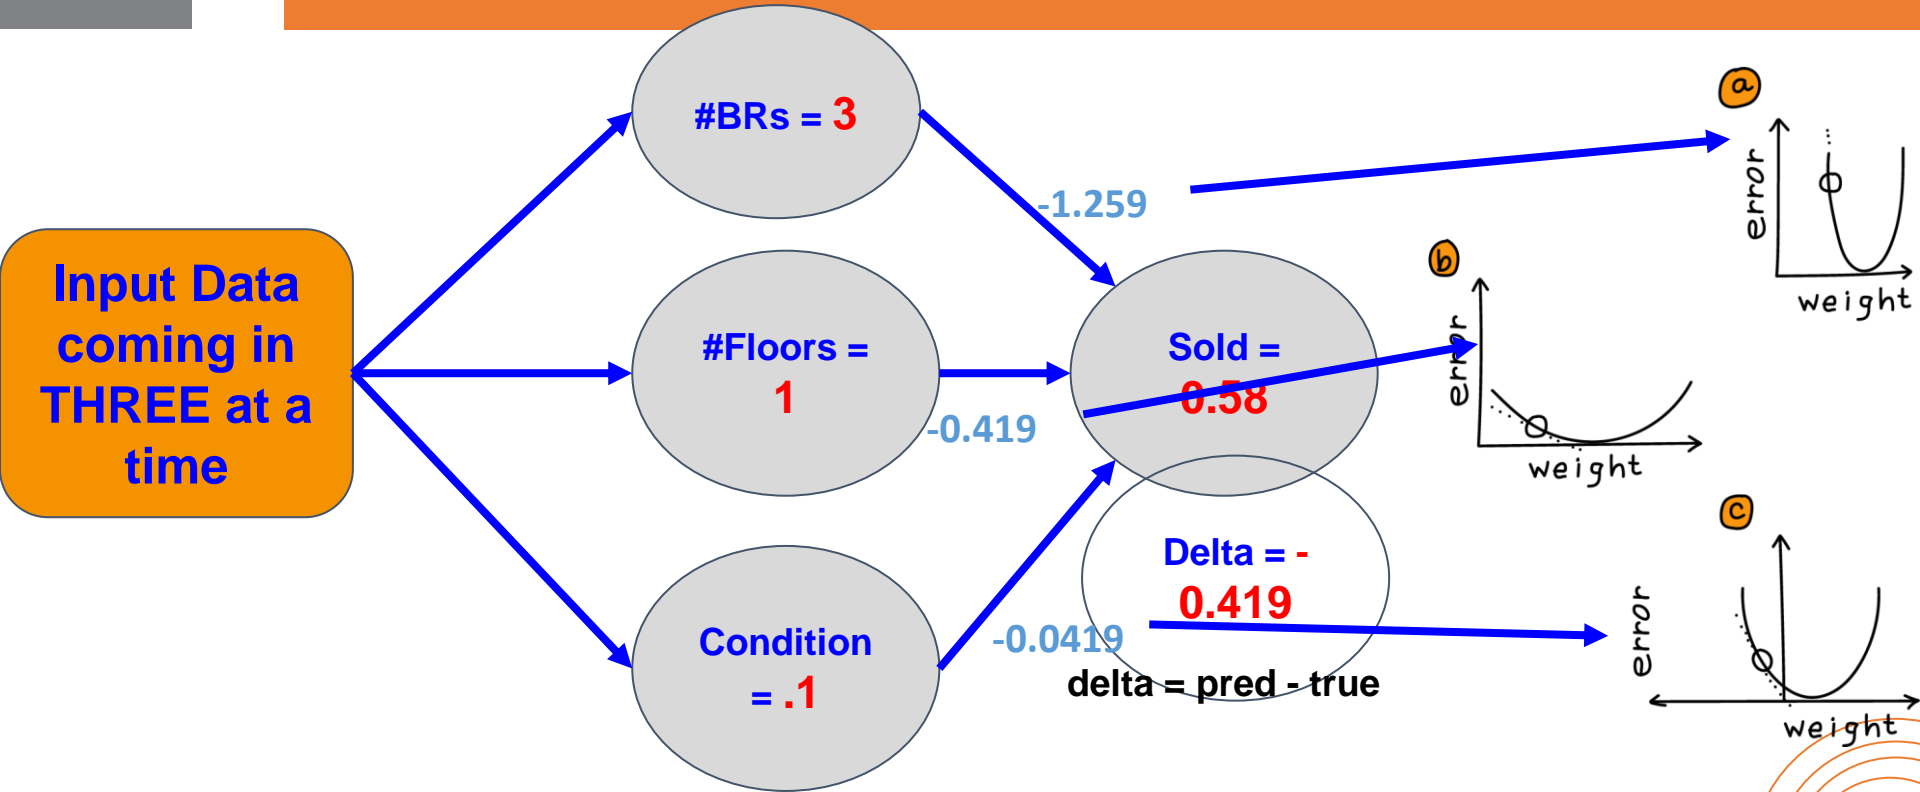 Input Data
coming in
THREE at a
time
#BRs = 3
#Floors =
1
Condition
= .1
-1.259
-0.419
-0.0419
Sold =
0.58
Delta = -
0.419
delta = pred - true
a
error
weight
b
error
weight
c
error
weight